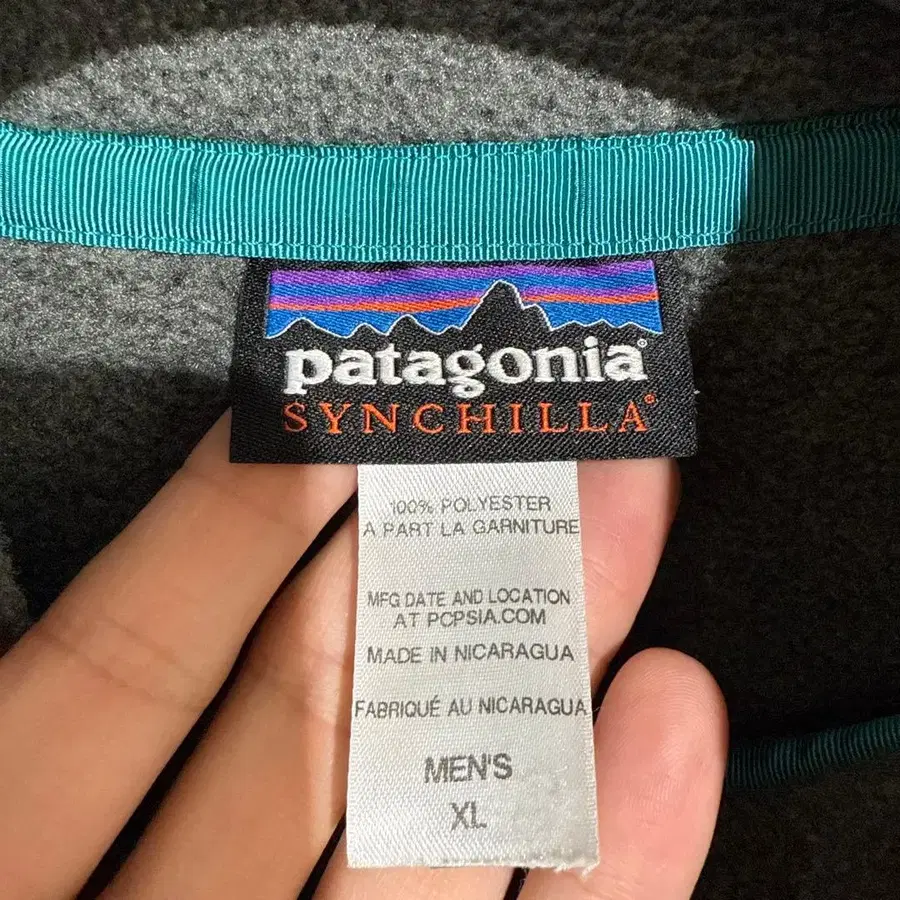 patagonia®
SYNCHILLA®
100% POLYESTER
A PART LA GARNITURE
MFG DATE AND LOCATION
AT PCPSIA.COM
MADE IN NICARAGUA
FABRIQUÉ AU NICARAGUA
MEN'S
XL